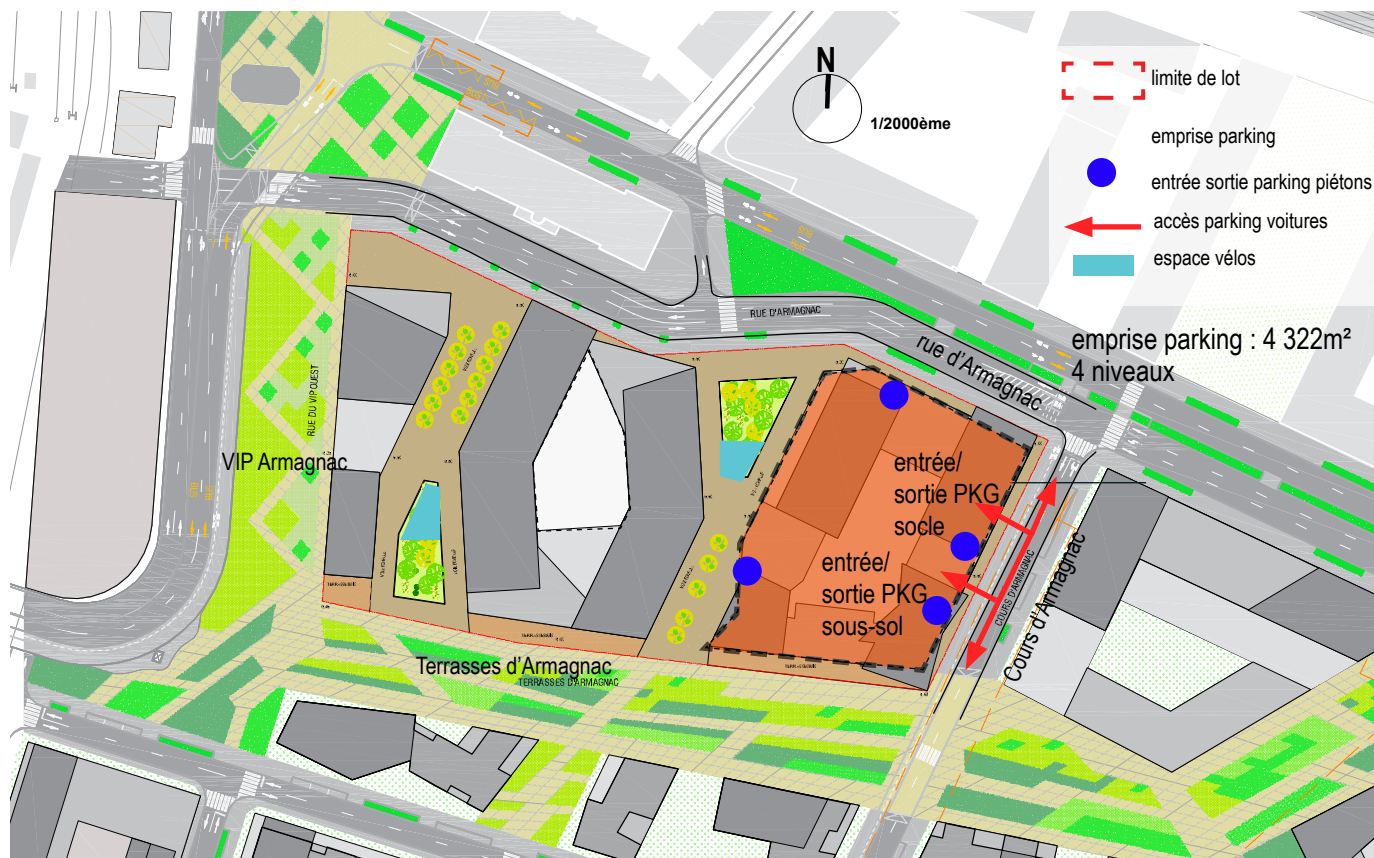 N
1/2000ème
limite de lot
emprise parking
entrée sortie parking piétons
accès parking voitures
espace vélos
emprise parking : 4 322m²
4 niveaux
RUE D'ARMAGNAC
rue d'Armagnac
RUE DU VIP OUEST
VIP Armagnac
entrée/
sortie PKG
socle
entrée/
sortie PKG
sous-sol
COURS D'ARMAGNAC
Cours d'Armagnac
Terrasses d'Armagnac
TERRASSES D'ARMAGNAC